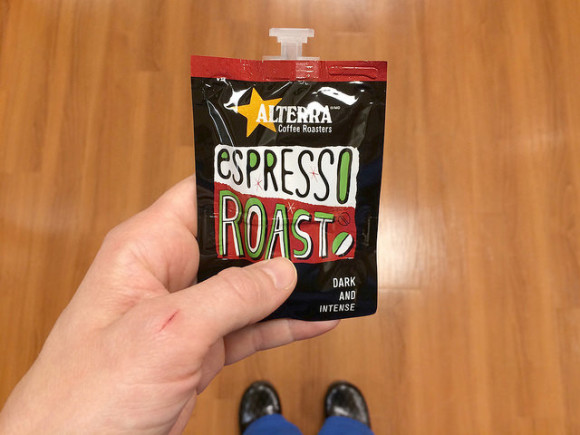 ALTERRA
Coffee Roasters
eSPRESSO
ROAST
DARK
AND
INTENSE